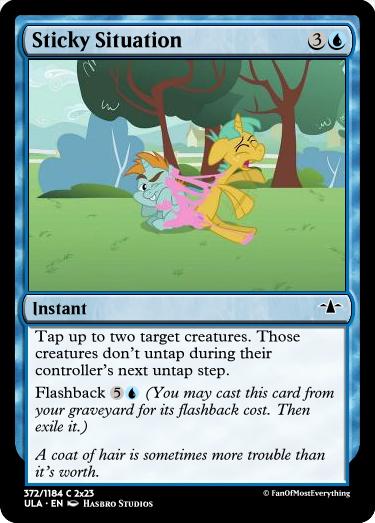 Sticky Situation 3
Instant
Tap up to two target creatures. Those
creatures don't untap during their
controller's next untap step.
Flashback 5 (You may cast this card from
your graveyard for its flashback cost. Then
exile it.)
A coat of hair is sometimes more trouble than
it's worth.
372/1184 C 2x23
ULA • EN Hasbro Studios
© FanOfMostEverything